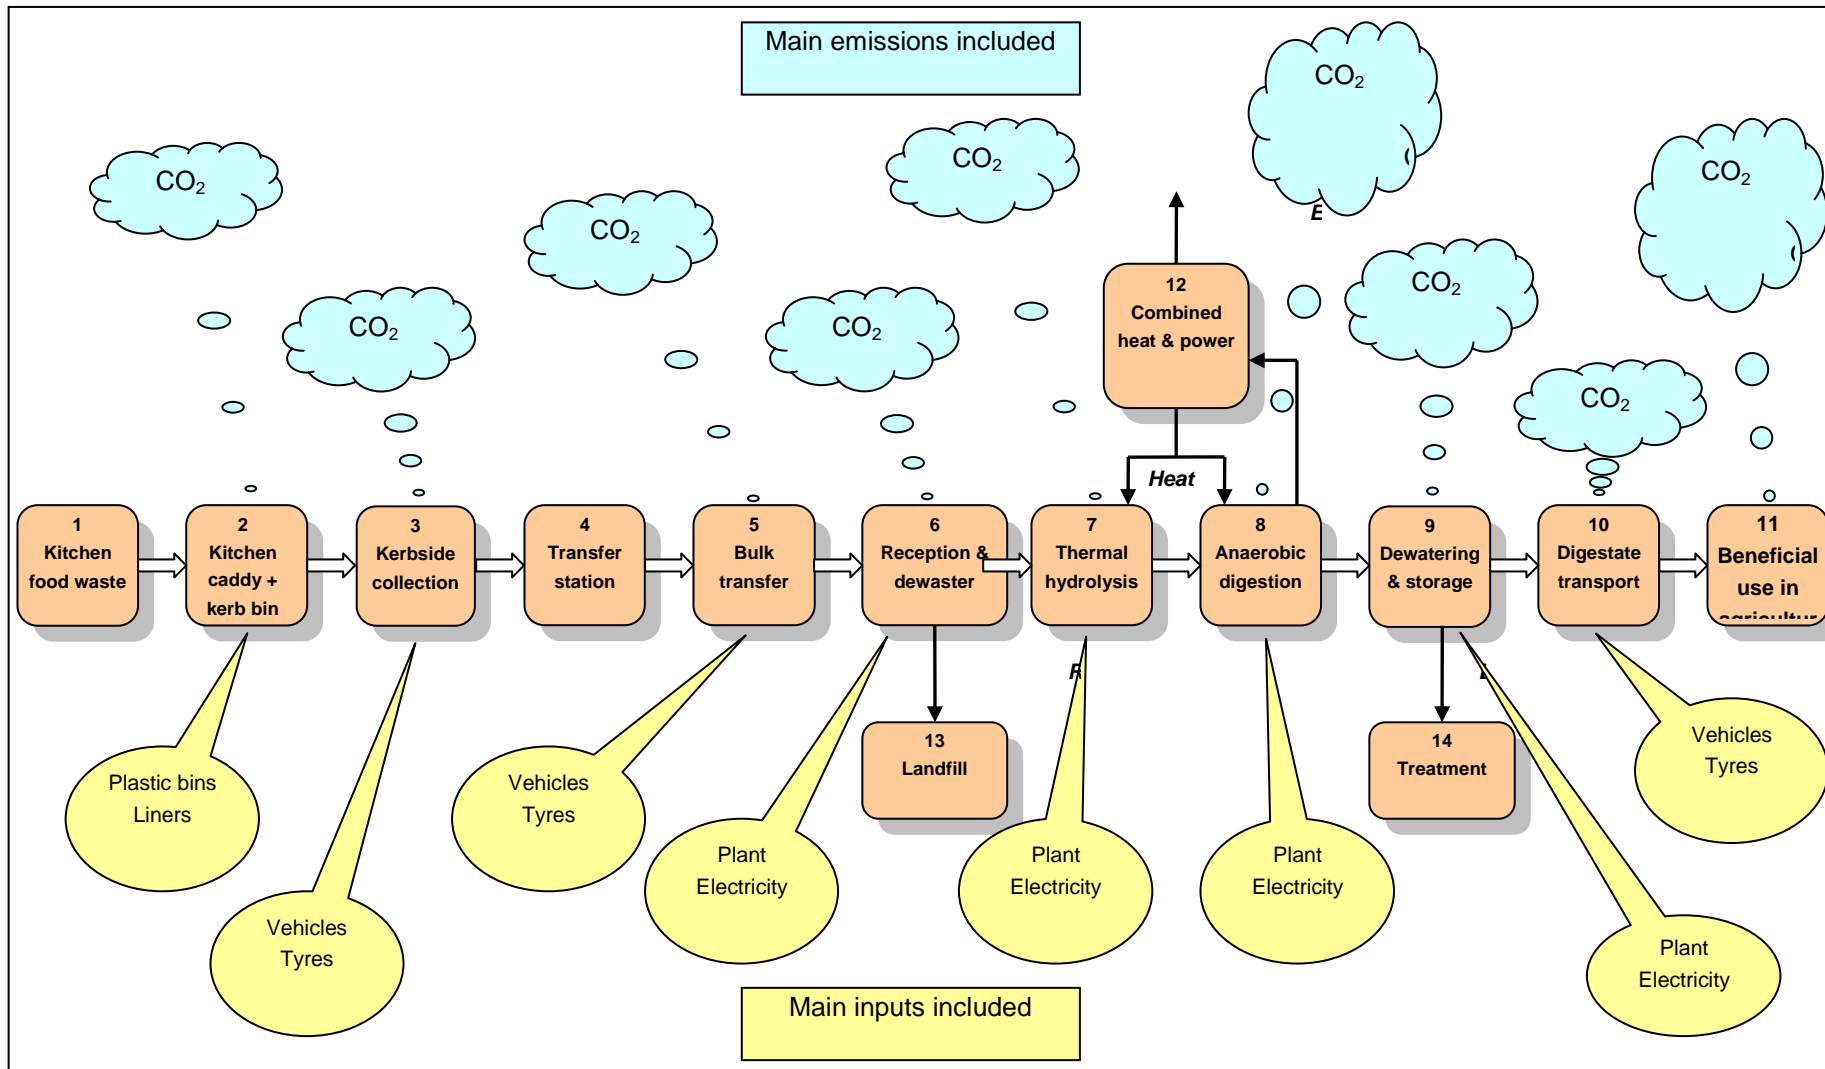 Main emissions included
CO2
CO2
CO2
CO2
CO2
CO2
CO2
CO2
CO2
CO2
E
12
Combined
heat & power
Heat
1
Kitchen
food waste
2
Kitchen
caddy +
kerb bin
3
Kerbside
collection
4
Transfer
station
5
Bulk
transfer
6
Reception &
dewaster
7
Thermal
hydrolysis
8
Anaerobic
digestion
9
Dewatering
& storage
10
Digestate
transport
11
Beneficial
use in
agricultur
R
13
Landfill
14
Treatment
Plastic bins
Liners
Vehicles
Tyres
Vehicles
Tyres
Plant
Electricity
Plant
Electricity
Plant
Electricity
Plant
Electricity
Vehicles
Tyres
Main inputs included